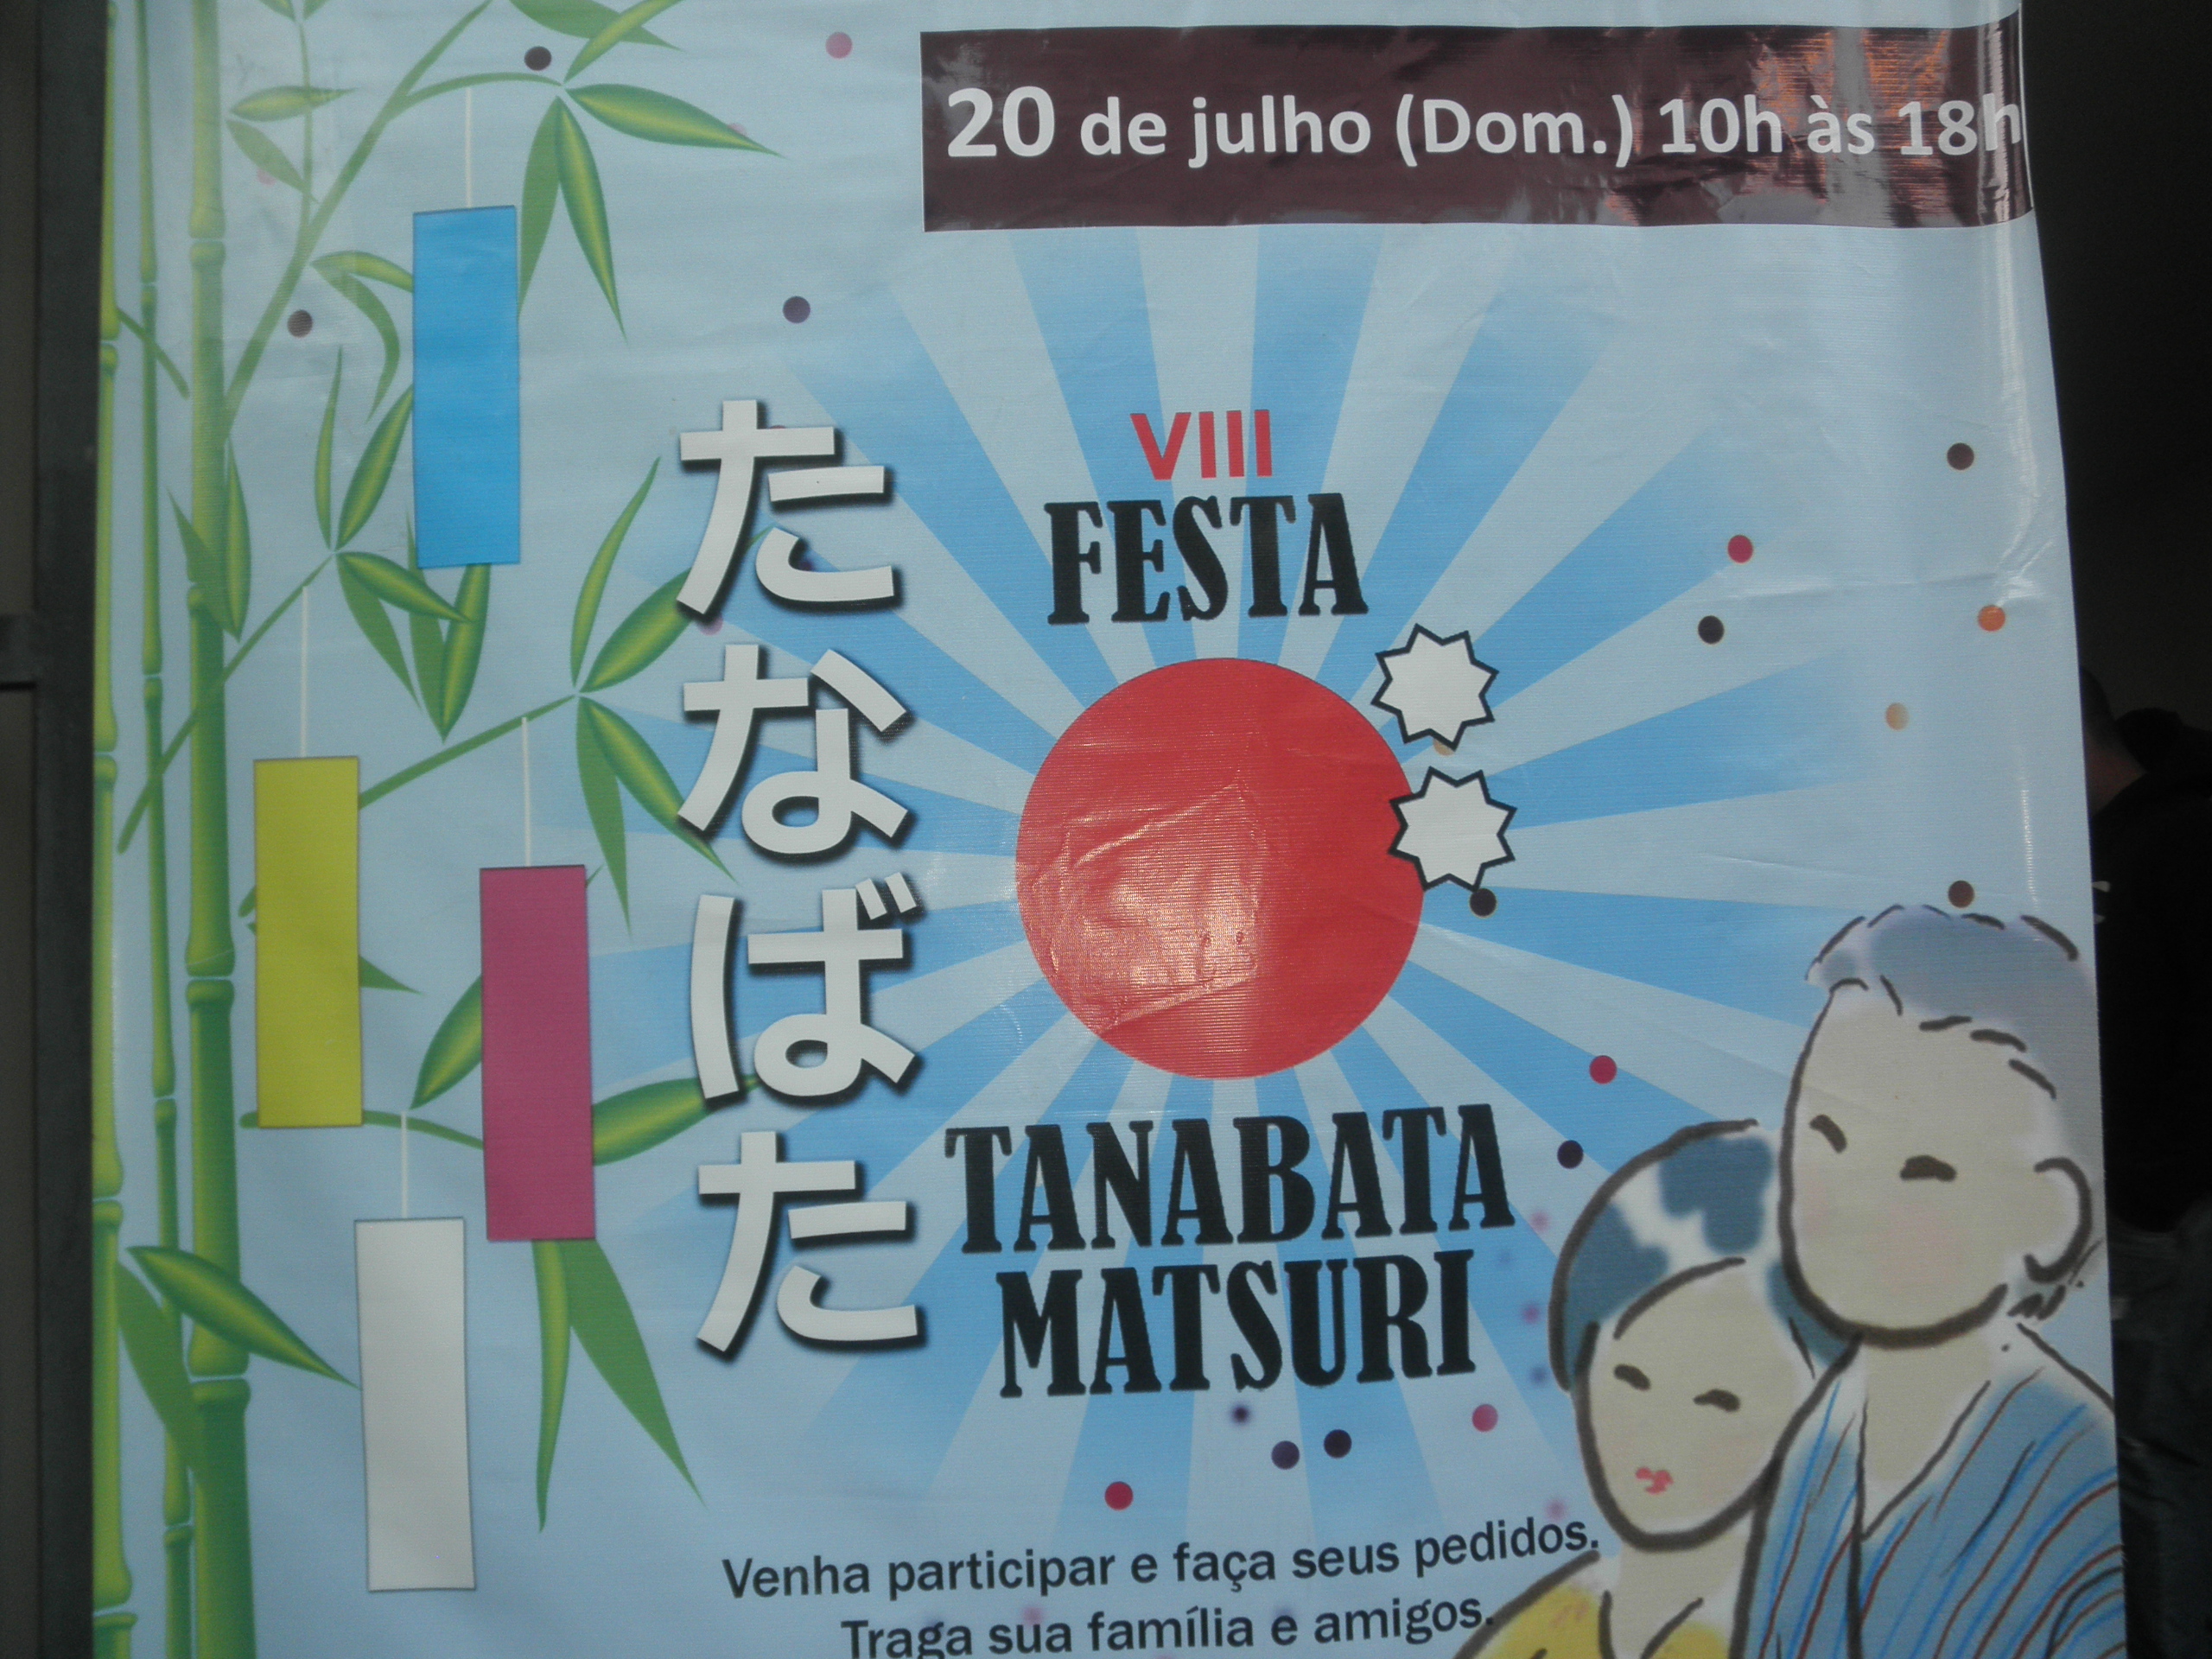 20 de julho (Dom.) 10h às 18h
たなばた
VIII
FESTA
TANABATA
MATSURI
Venha participar e faça seus pedidos.
Traga sua família e amigos.